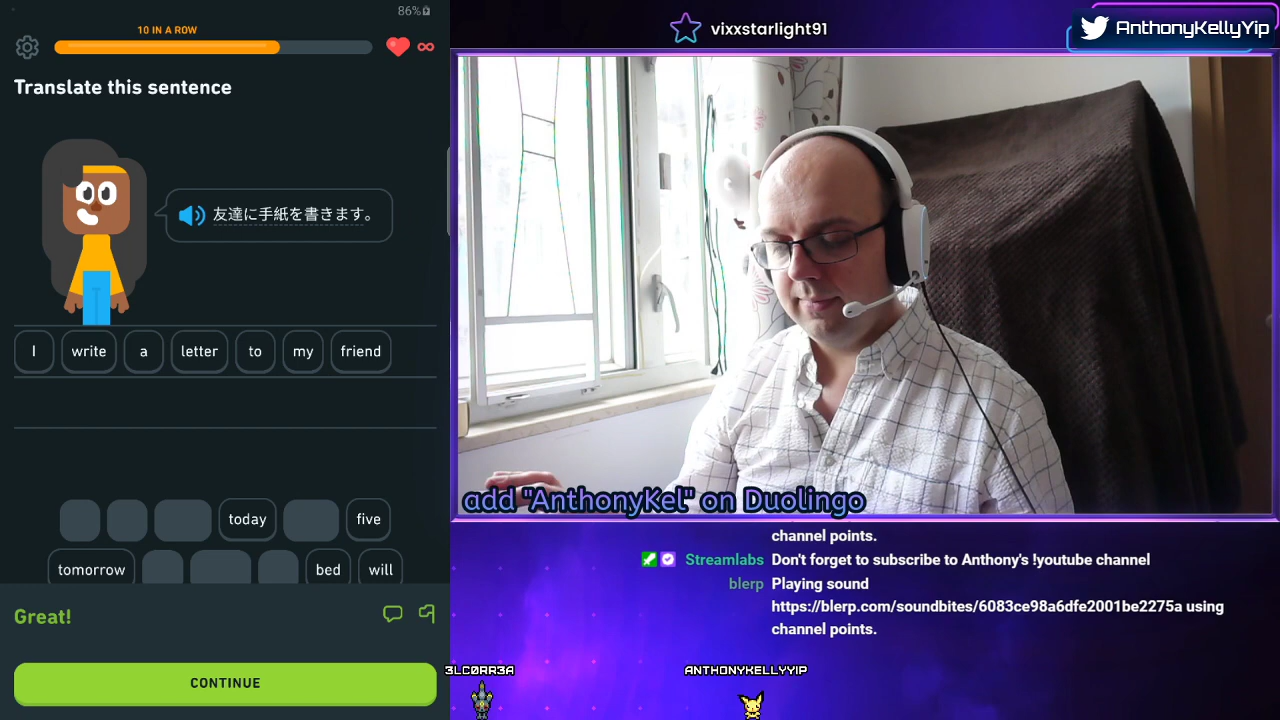 86%
10 IN A ROW
Translate this sentence
友達に手紙を書きます。
I write a letter to my friend
today five
tomorrow bed will
Great!
CONTINUE
vixxstarlight91
AnthonyKellyYip
add "AnthonyKel" on Duolingo
channel points.
Streamlabs Don't forget to subscribe to Anthony's !youtube channel
blerp Playing sound
https://blerp.com/soundbites/6083ce98a6dfe2001be2275a using
channel points.
3LC0RR3A
ANTHONYKELLYYIP